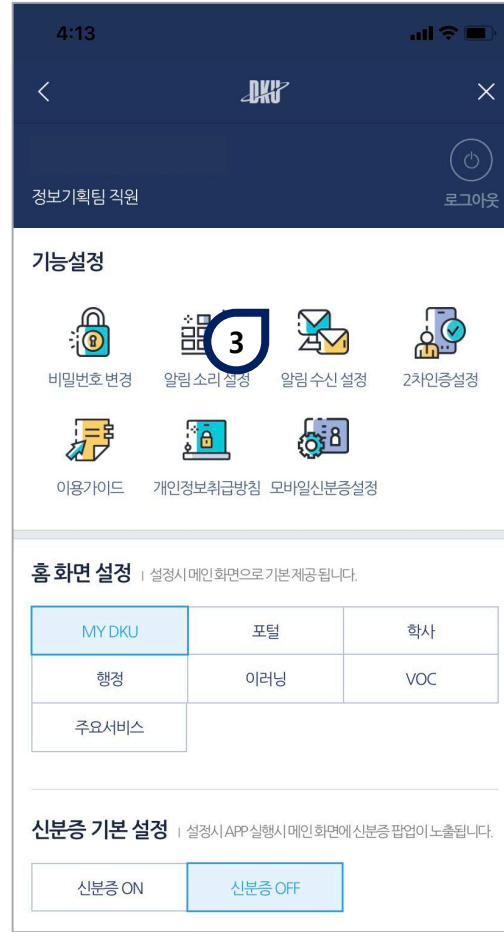 4:13
DKU
정보기획팀 직원
로그아웃
기능설정
3
비밀번호 변경 알림 소리 설정 알림 수신 설정 2차인증설정
이용가이드 개인정보취급방침 모바일신분증설정
홈 화면 설정 | 설정시 메인 화면으로 기본 제공 됩니다.
MY DKU 포털 학사
행정 이러닝 VOC
주요서비스
신분증 기본 설정 | 설정시 APP 실행시 메인 화면에 신분증 팝업이 노출됩니다.
신분증 ON 신분증 OFF